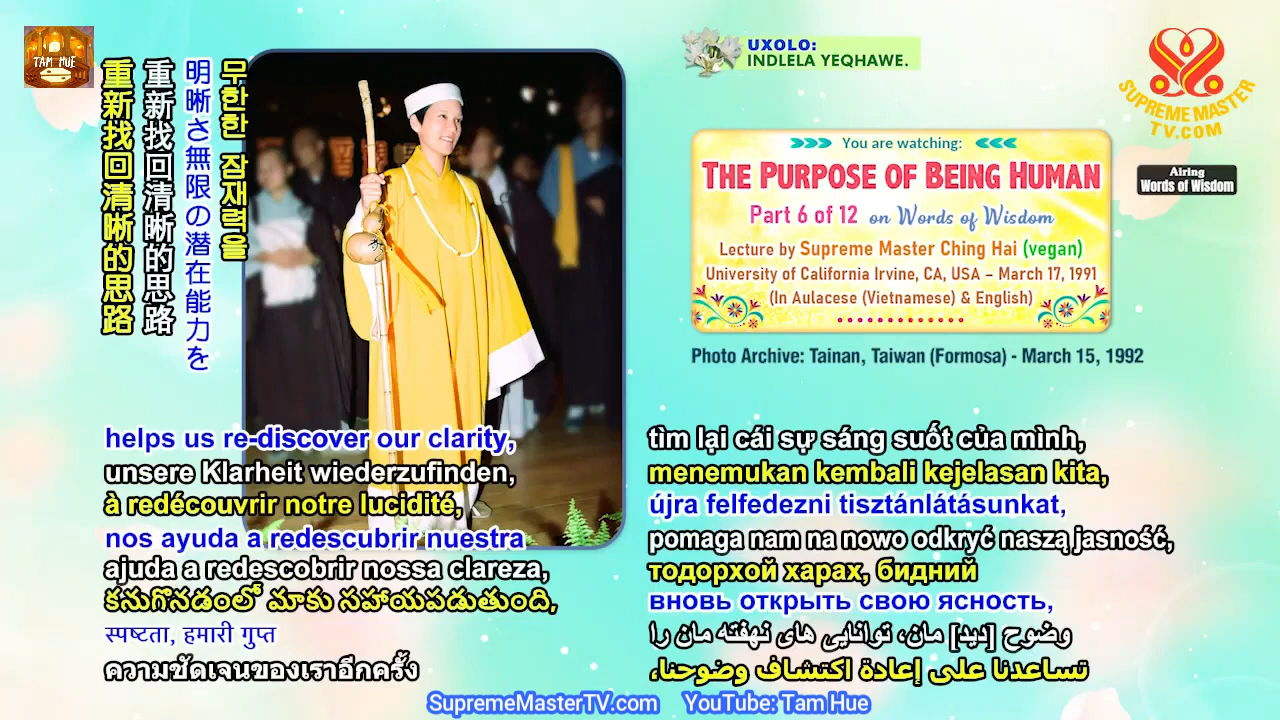 TAM HUE
重新找回清晰的思路
重新找回清晰的思路
明晰さ無限の潜在能力を
무한한 잠재력을
UXOLO:
INDLELA YEQHAWE.
SUPREME MASTER
TV.COM
You are watching:
THE PURPOSE OF BEING HUMAN
Part 6 of 12 on Words of Wisdom
Lecture by Supreme Master Ching Hai (vegan)
University of California Irvine, CA, USA – March 17, 1991
(In Aulacese (Vietnamese) & English)
Airing
Words of Wisdom
Photo Archive: Tainan, Taiwan (Formosa) - March 15, 1992
helps us re-discover our clarity,
unsere Klarheit wiederzufinden,
à redécouvrir notre lucidité,
nos ayuda a redescubrir nuestra
ajuda a redescobrir nossa clareza,
కనుగొనడంలో మాకు సహాయపడుతుంది,
स्पष्टता, हमारी गुप्त
ความชัดเจนของเราอีกครั้ง
tìm lại cái sự sáng suốt của mình,
menemukan kembali kejelasan kita,
újra felfedezni tisztánlátásunkat,
pomaga nam na nowo odkryć naszą jasność,
тодорхой харах, бидний
вновь открыть свою ясность,
وضوح [دید] مان، توانایی های نهفته مان را
تساعدنا على إعادة اكتشاف وضوحنا،
SupremeMasterTV.com YouTube: Tam Hue